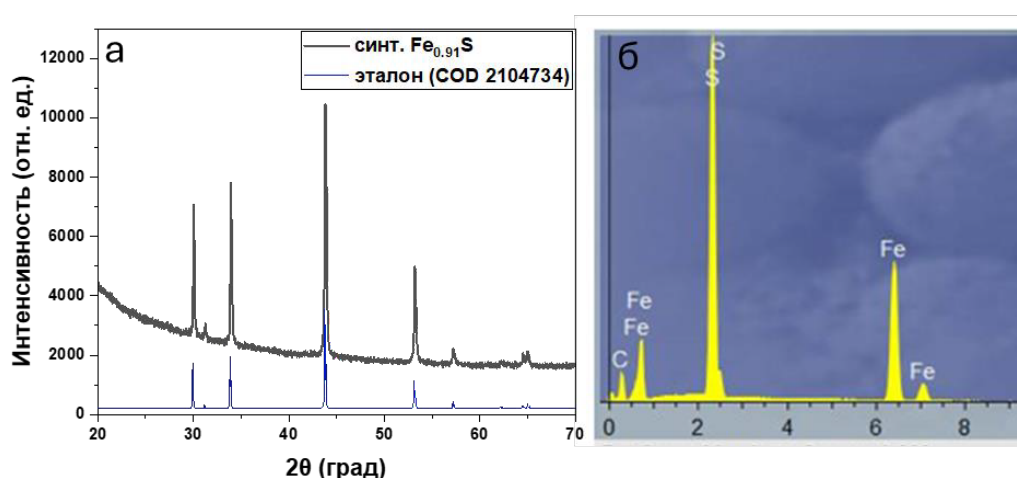 а
синт. Fe0.91S
эталон (COD 2104734)
12000
10000
8000
6000
4000
2000
0
Интенсивность (отн. ед.)
20 30 40 50 60 70
2θ (град)
б
S
S
Fe
Fe
Fe
C
Fe
0 2 4 6 8